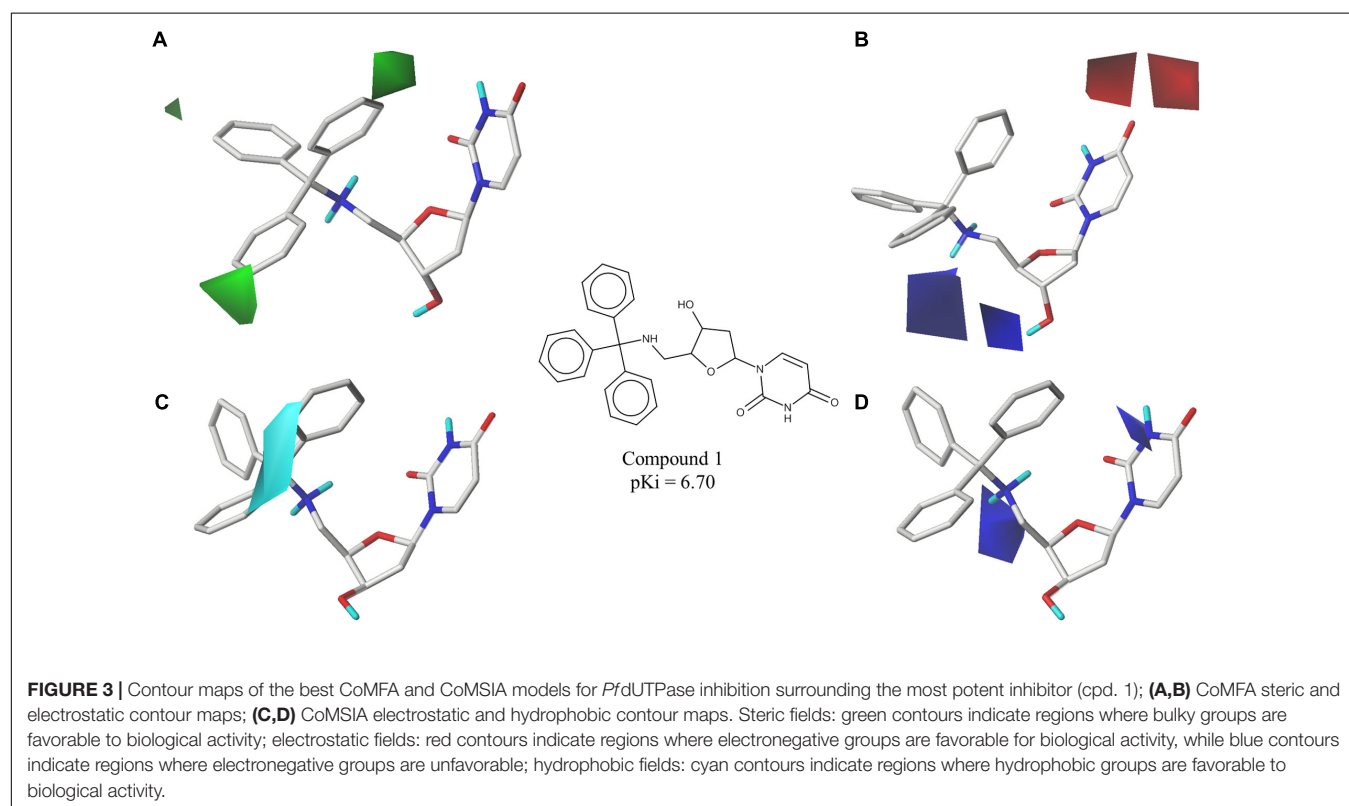 A
B
HO
NH
O
N
O
N
H
O
Compound 1
pKi = 6.70
C
D
FIGURE 3 | Contour maps of the best CoMFA and CoMSIA models for PfdUTPase inhibition surrounding the most potent inhibitor (cpd. 1); (A,B) CoMFA steric and
electrostatic contour maps; (C,D) CoMSIA electrostatic and hydrophobic contour maps. Steric fields: green contours indicate regions where bulky groups are
favorable to biological activity; electrostatic fields: red contours indicate regions where electronegative groups are favorable for biological activity, while blue contours
indicate regions where electronegative groups are unfavorable; hydrophobic fields: cyan contours indicate regions where hydrophobic groups are favorable to
biological activity.